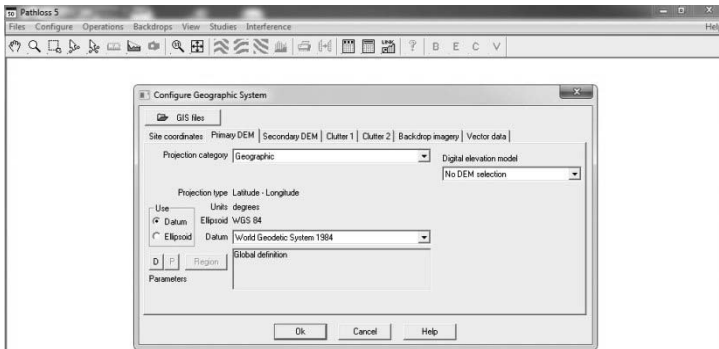 Pathloss 5
Files Configure Operations Backdrops View Studies Interference Help
LINK ? B E C V
Configure Geographic System
GIS files
Site coordinates Primary DEM Secondary DEM Clutter 1 Clutter 2 Backdrop imagery Vector data
Projection category Geographic
Digital elevation model
No DEM selection
Projection type Latitude - Longitude
Use
Units degrees
Datum
Ellipsoid WGS 84
Ellipsoid
Datum World Geodetic System 1984
D P Region
Global definition
Parameters
Ok Cancel Help